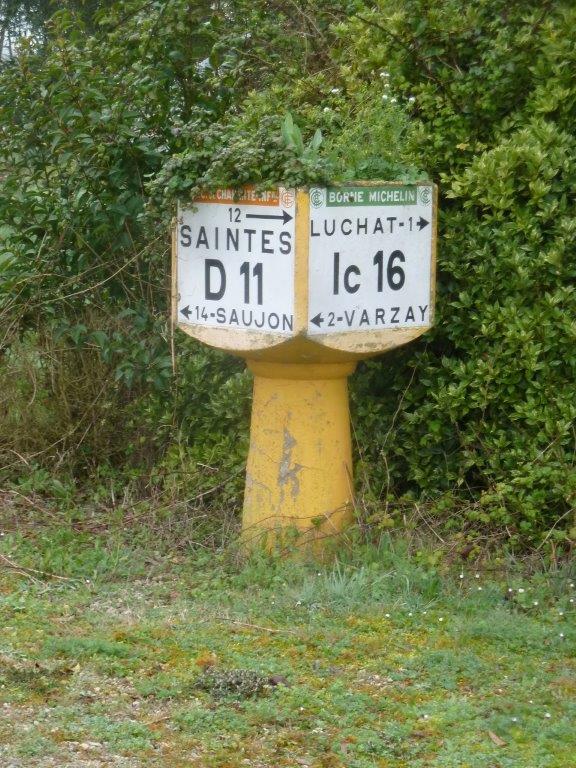 12 →
SAINTES
D 11
← 14 - SAUJON
BORNE MICHELIN
LUCHAT - 1 →
Ic 16
← 2 - VARZAY